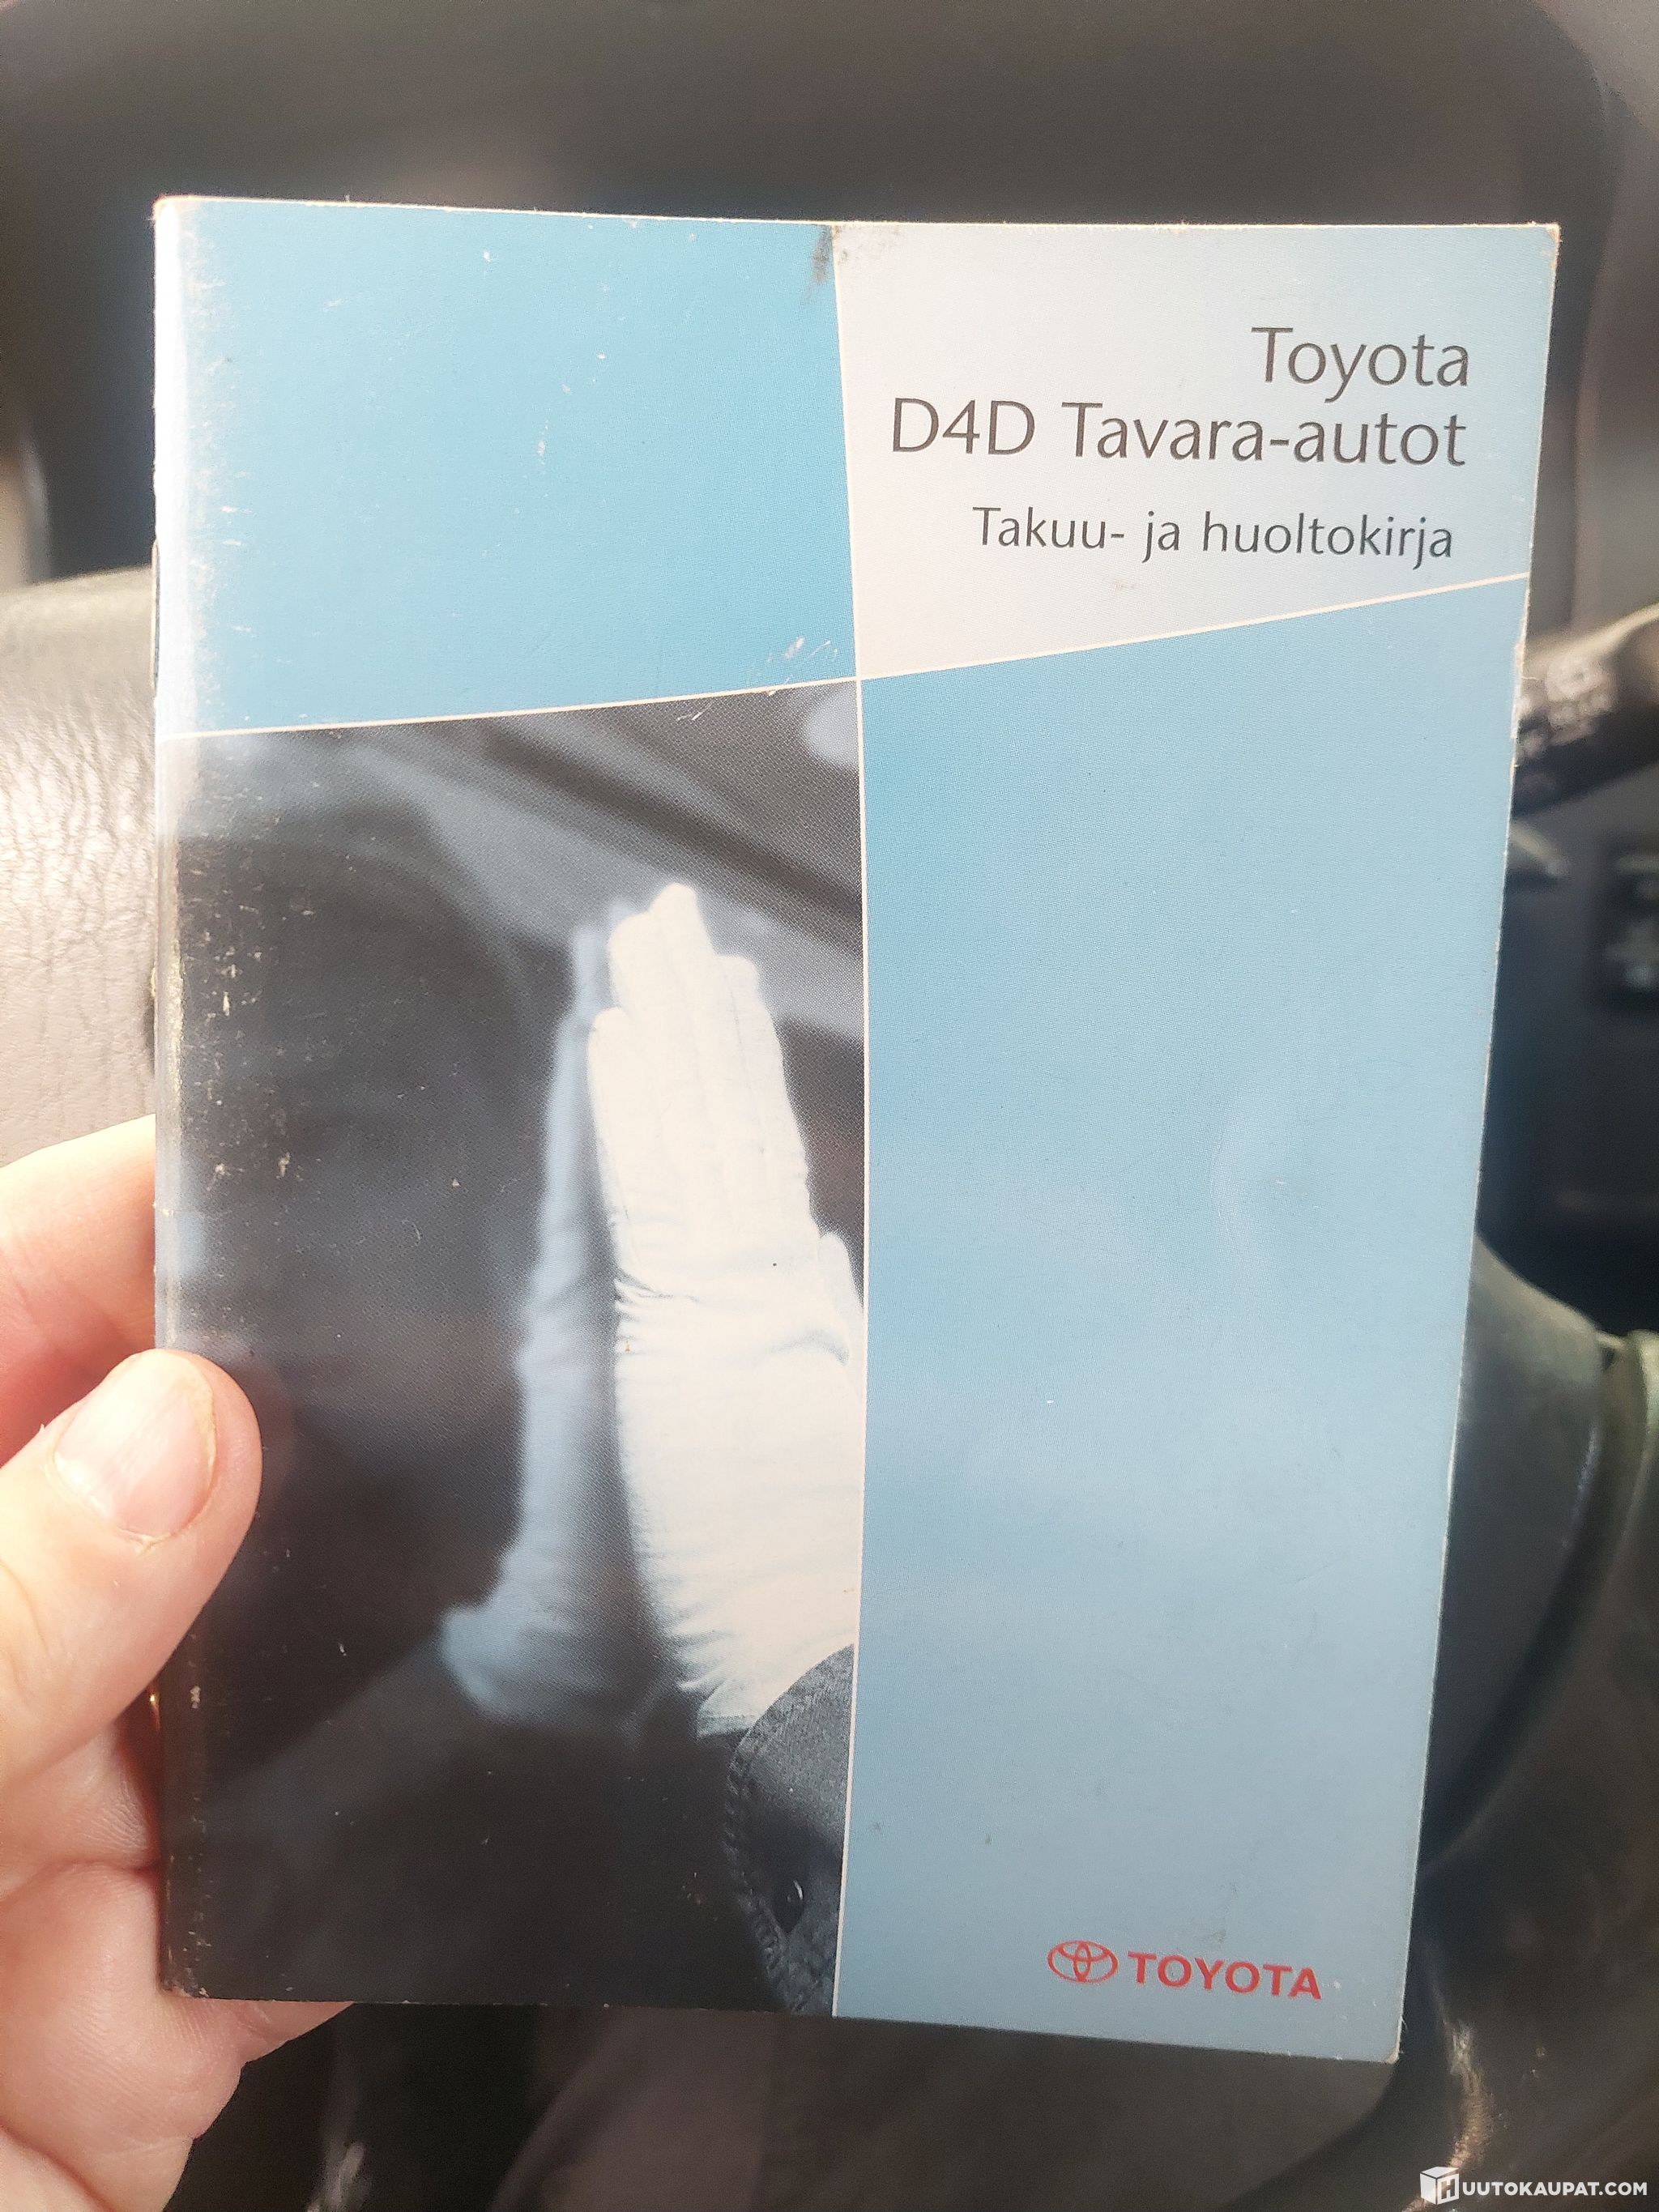 Toyota
D4D Tavara-autot
Takuu- ja huoltokirja
TOYOTA
HUUTOKAUPAT.COM